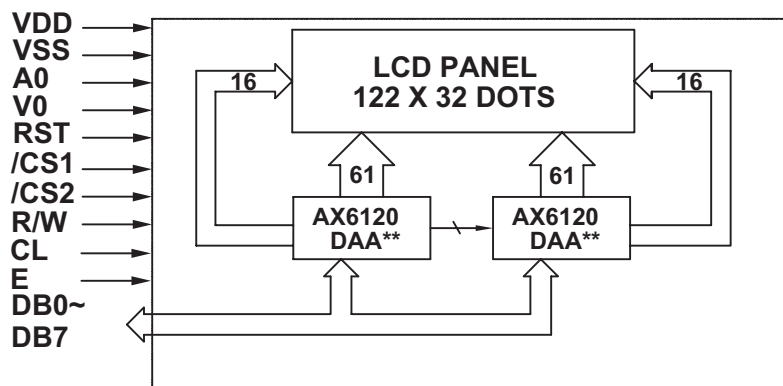 VDD
VSS
A0
V0
RST
/CS1
/CS2
R/W
CL
E
DB0~
DB7
LCD PANEL
122 X 32 DOTS
16
16
61
61
AX6120
DAA**
AX6120
DAA**